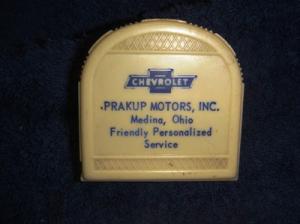 CHEVROLET
PRAKUP MOTORS, INC.
Medina, Ohio
Friendly Personalized
Service